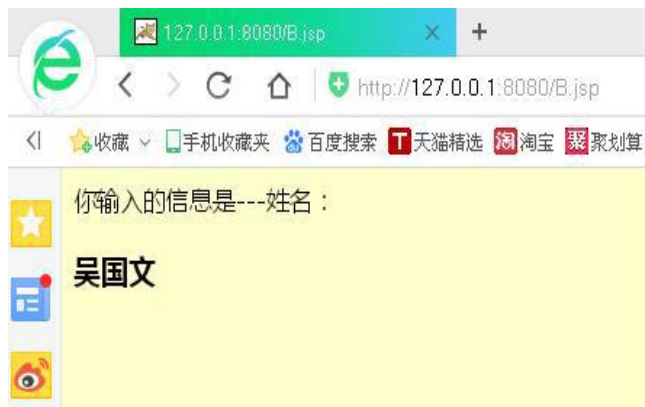 127.0.0.1:8080/B.jsp
http://127.0.0.1:8080/B.jsp
收藏 手机收藏夹 百度搜索 T 天猫精选 淘 淘宝 聚 聚划算
你输入的信息是---姓名：
吴国文